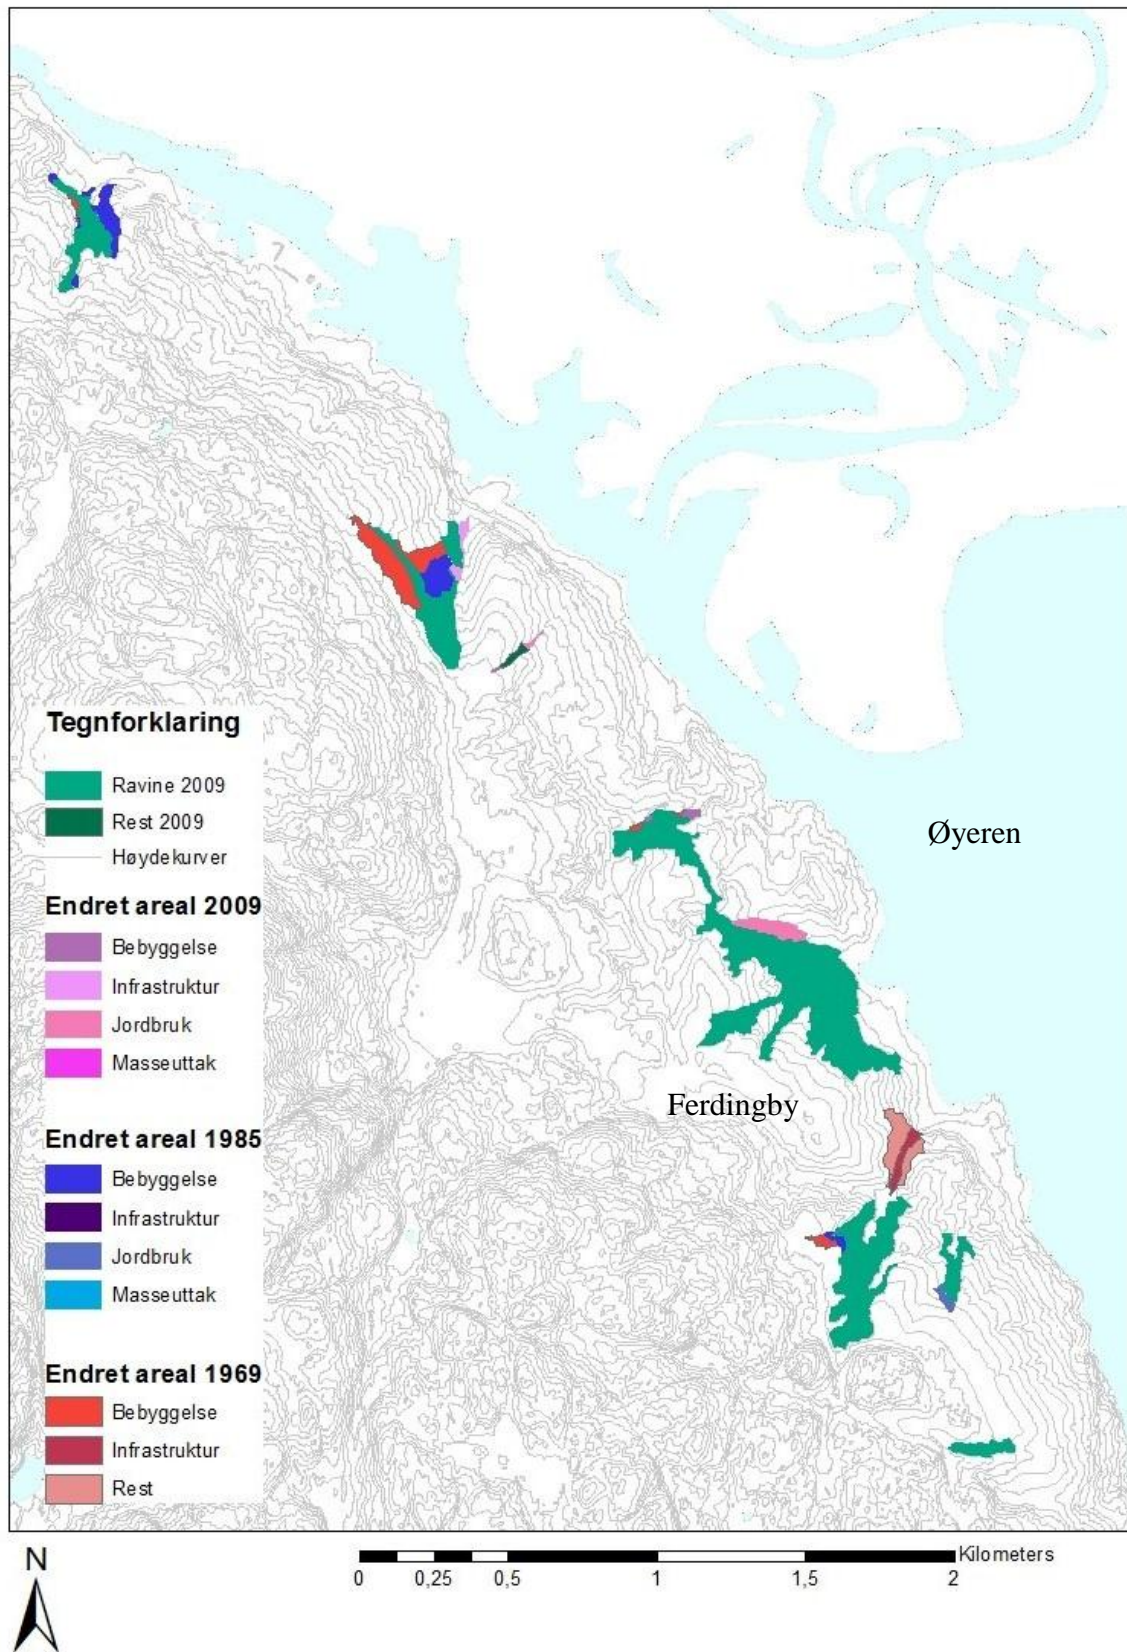 Øyeren
Ferdingby
Tegnforklaring
Ravine 2009
Rest 2009
Høydekurver
Endret areal 2009
Bebyggelse
Infrastruktur
Jordbruk
Masseuttak
Endret areal 1985
Bebyggelse
Infrastruktur
Jordbruk
Masseuttak
Endret areal 1969
Bebyggelse
Infrastruktur
Rest
N
Kilometers
0 0,25 0,5 1 1,5 2